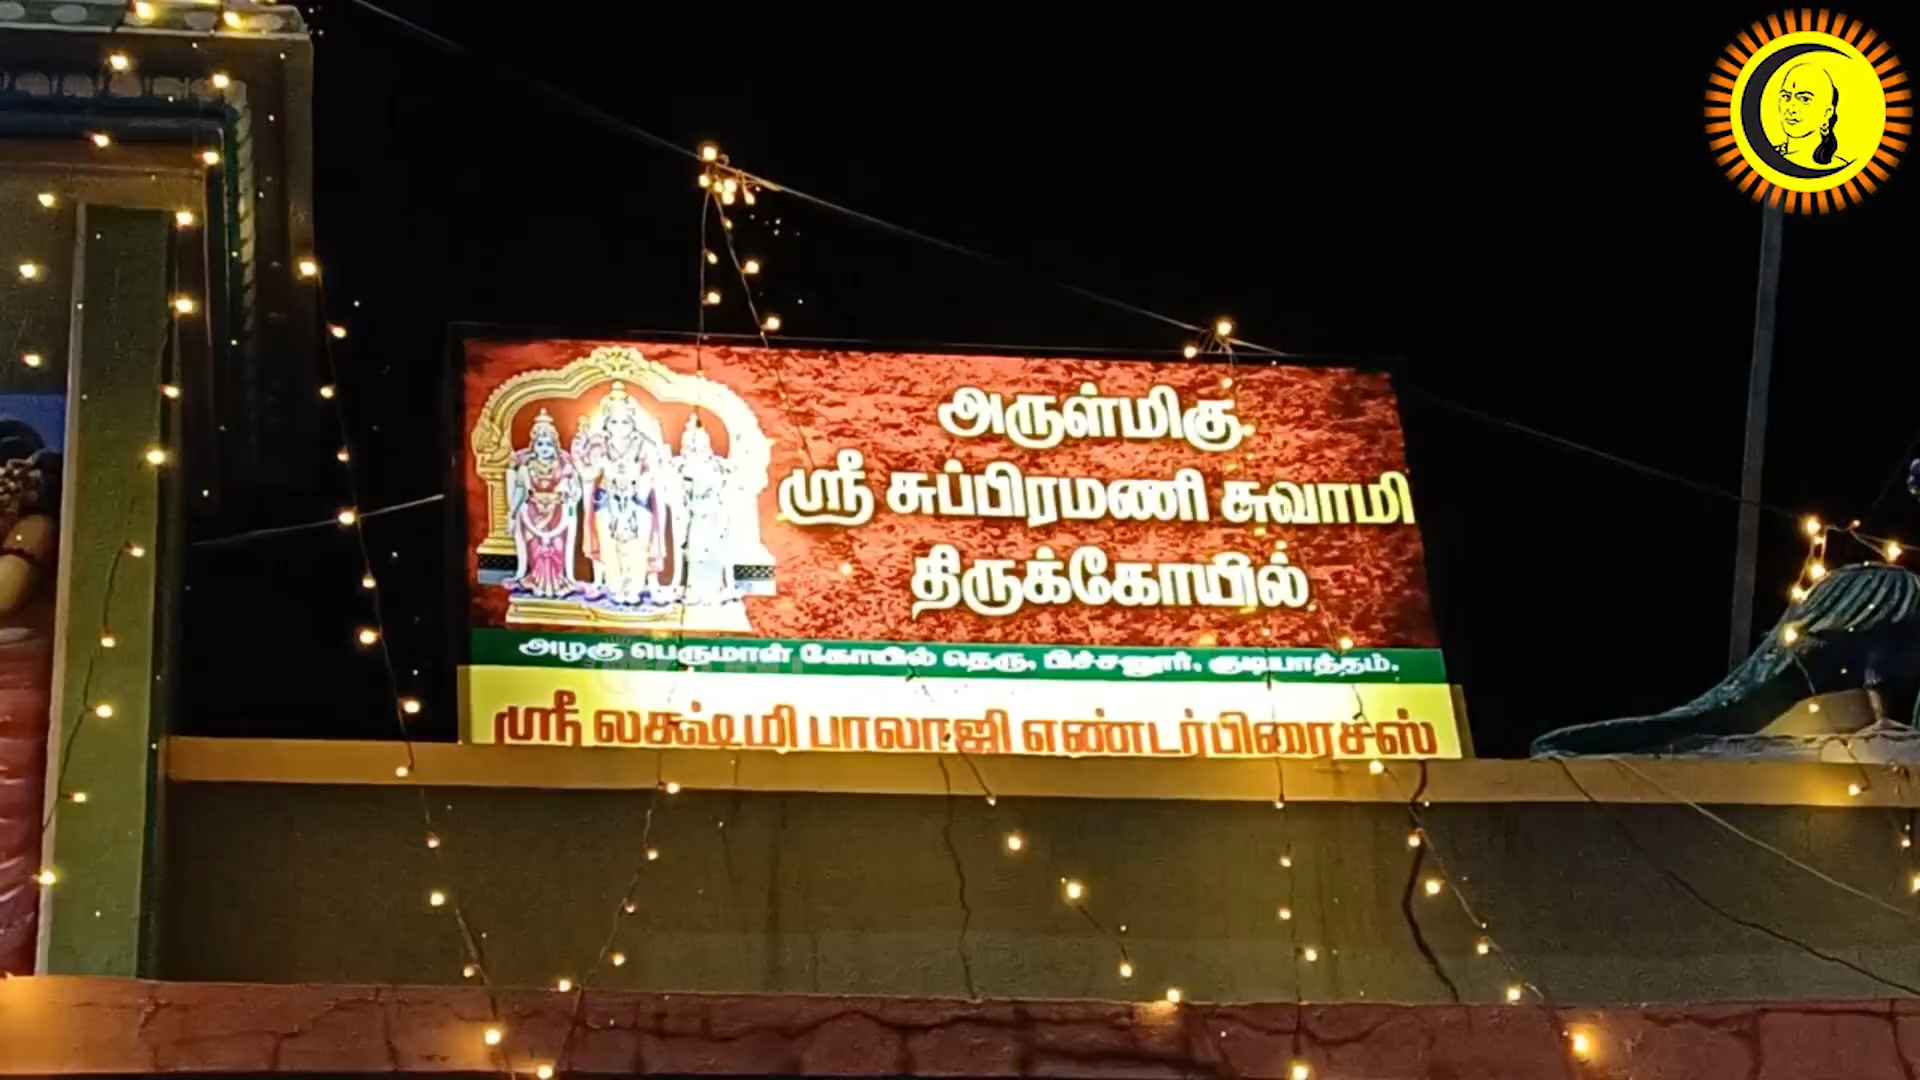 அருள்மிகு
ஸ்ரீ சுப்பிரமணி சுவாமி
திருக்கோயில்
அழகு பெருமாள் கோயில் தெரு, பிச்சனூர், குடியாத்தம்.
ஸ்ரீ லக்ஷ்மி பாலாஜி எண்டர்பிரைசஸ்